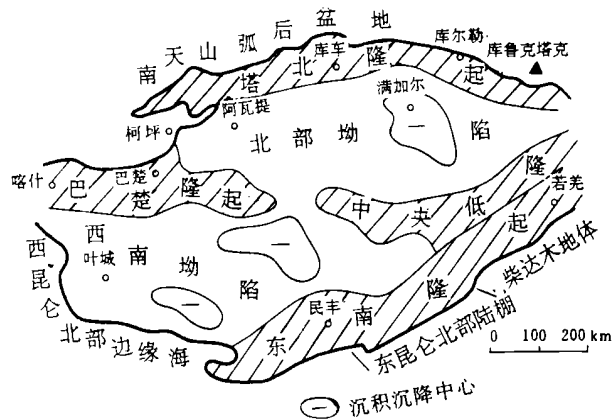 南天山弧后盆地
库尔勒
库车
库鲁克塔克
塔北隆起
满加尔
阿瓦提
柯坪
北部坳陷
喀什
巴楚
巴楚隆起
中央低隆起
若羌
西南坳陷
叶城
西昆仑北部边缘海
民丰
东南隆起
柴达木地体
东昆仑北部陆棚
0 100 200 km
沉积沉降中心